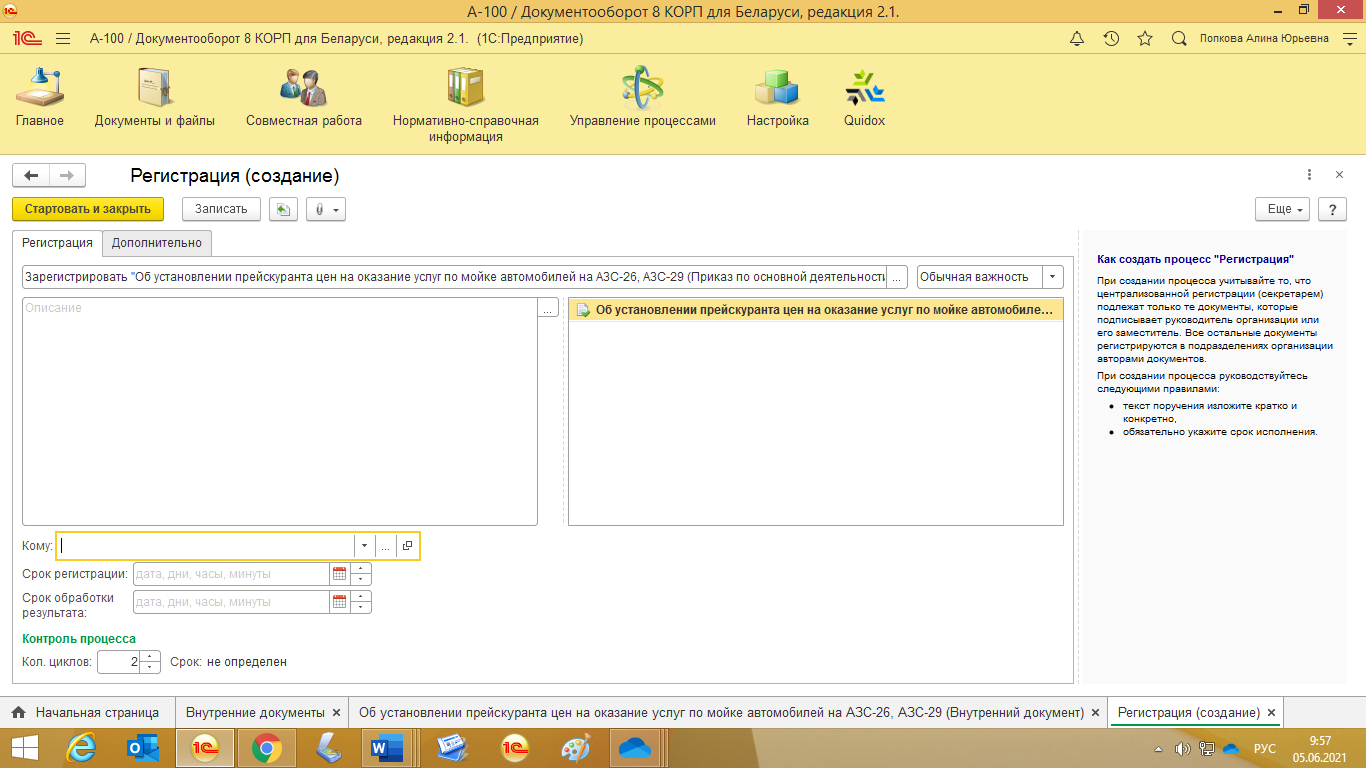 А-100 / Документооборот 8 КОРП для Беларуси, редакция 2.1.
1С
А-100 / Документооборот 8 КОРП для Беларуси, редакция 2.1. (1С:Предприятие)
Попкова Алина Юрьевна
Главное
Документы и файлы
Совместная работа
Нормативно-справочная
информация
Управление процессами
Настройка
Quidox
Регистрация (создание)
Стартовать и закрыть
Записать
Еще
?
Регистрация
Дополнительно
Зарегистрировать "Об установлении прейскуранта цен на оказание услуг по мойке автомобилей на АЗС-26, АЗС-29 (Приказ по основной деятельности
...
Обычная важность
Описание
...
Об установлении прейскуранта цен на оказание услуг по мойке автомобиле...
Кому:
...
Срок регистрации:
дата, дни, часы, минуты
Срок обработки
результата:
дата, дни, часы, минуты
Контроль процесса
Кол. циклов:
2
Срок: не определен
Как создать процесс "Регистрация"
При создании процесса учитывайте то, что
централизованной регистрации (секретарем)
подлежат только те документы, которые
подписывает руководитель организации или
его заместитель. Все остальные документы
регистрируются в подразделениях организации
авторами документов.
При создании процесса руководствуйтесь
следующими правилами:
• текст поручения изложите кратко и
конкретно,
• обязательно укажите срок исполнения.
Начальная страница
Внутренние документы
Об установлении прейскуранта цен на оказание услуг по мойке автомобилей на АЗС-26, АЗС-29 (Внутренний документ)
Регистрация (создание)
РУС
9:57
05.06.2021